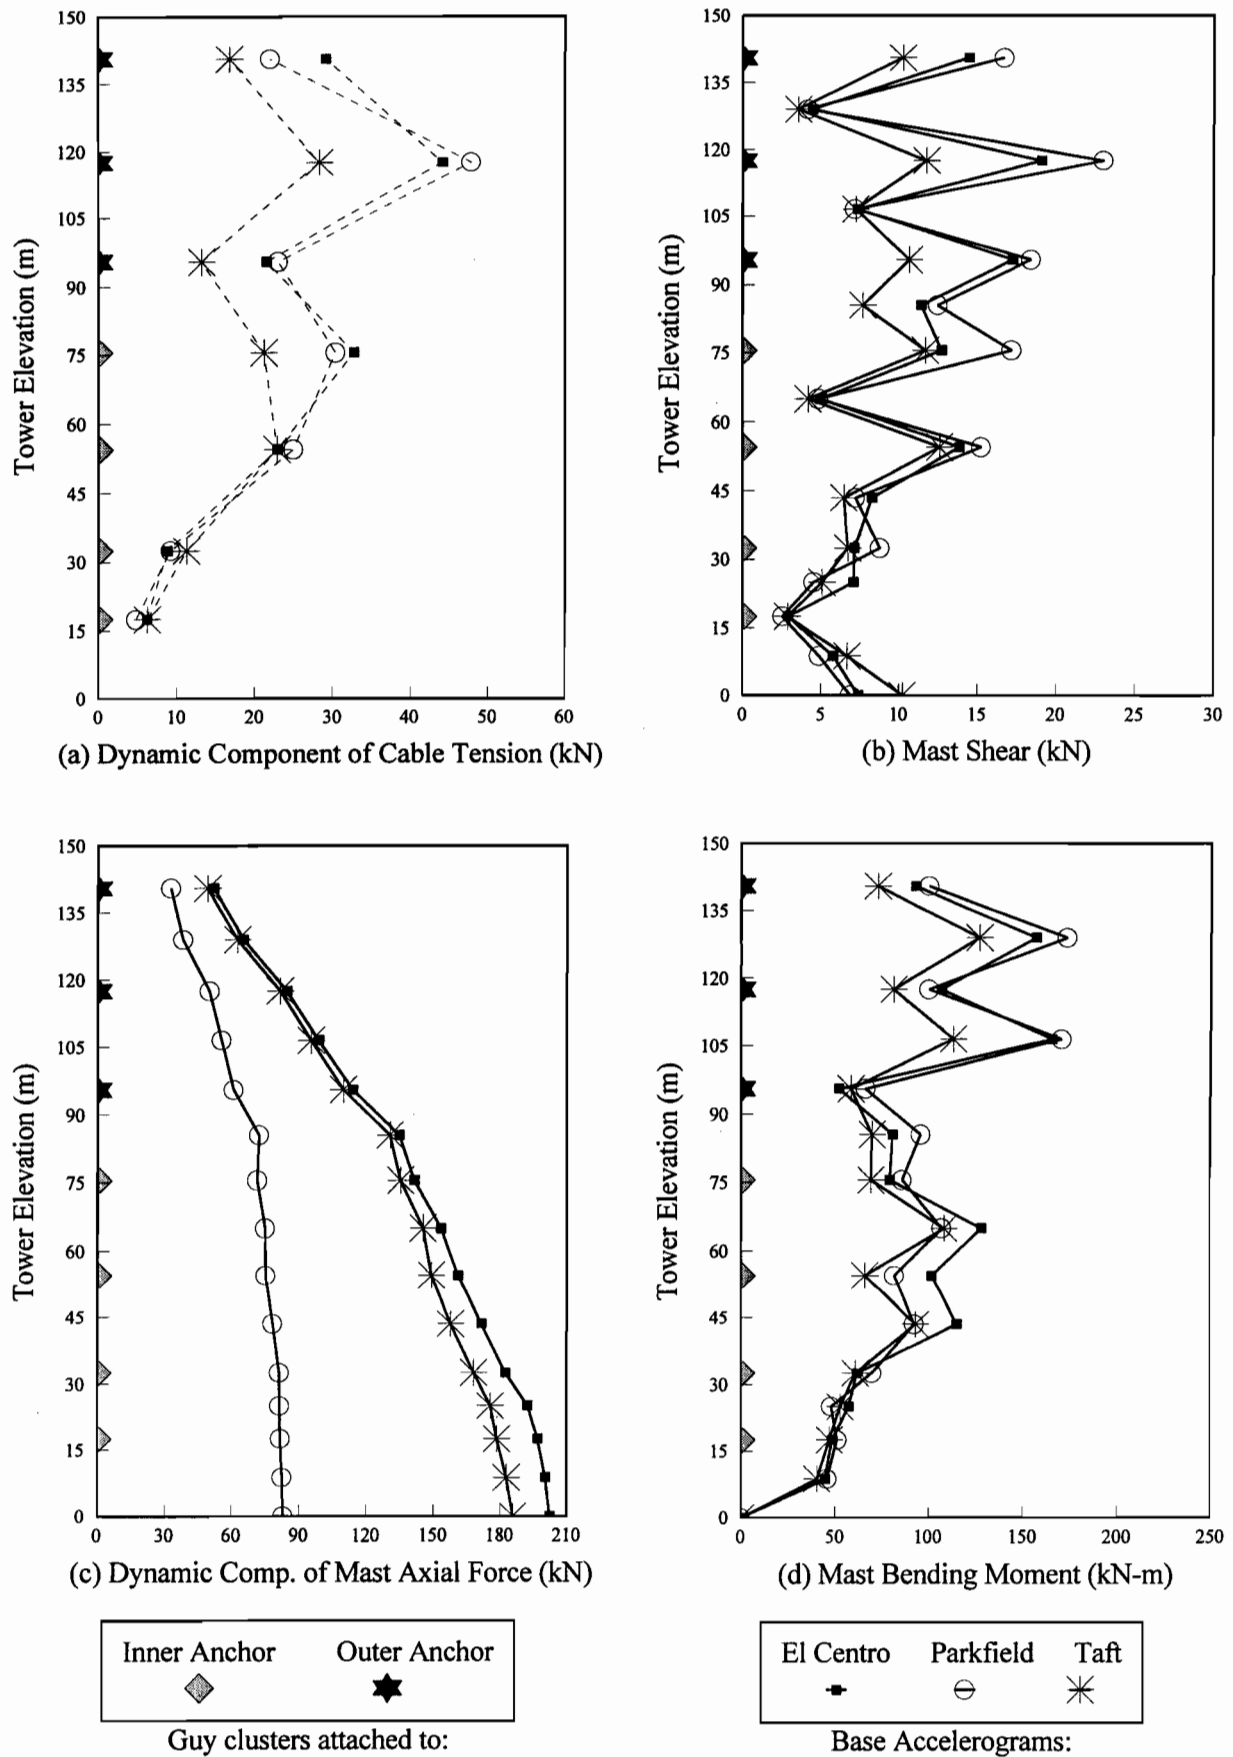 150
135
120
105
90
75
60
45
30
15
0
Tower Elevation (m)
0 10 20 30 40 50 60
(a) Dynamic Component of Cable Tension (kN)
150
135
120
105
90
75
60
45
30
15
0
Tower Elevation (m)
0 5 10 15 20 25 30
(b) Mast Shear (kN)
150
135
120
105
90
75
60
45
30
15
0
Tower Elevation (m)
0 30 60 90 120 150 180 210
(c) Dynamic Comp. of Mast Axial Force (kN)
150
135
120
105
90
75
60
45
30
15
0
Tower Elevation (m)
0 50 100 150 200 250
(d) Mast Bending Moment (kN-m)
Inner Anchor Outer Anchor
Guy clusters attached to:
El Centro Parkfield Taft
Base Accelerograms: